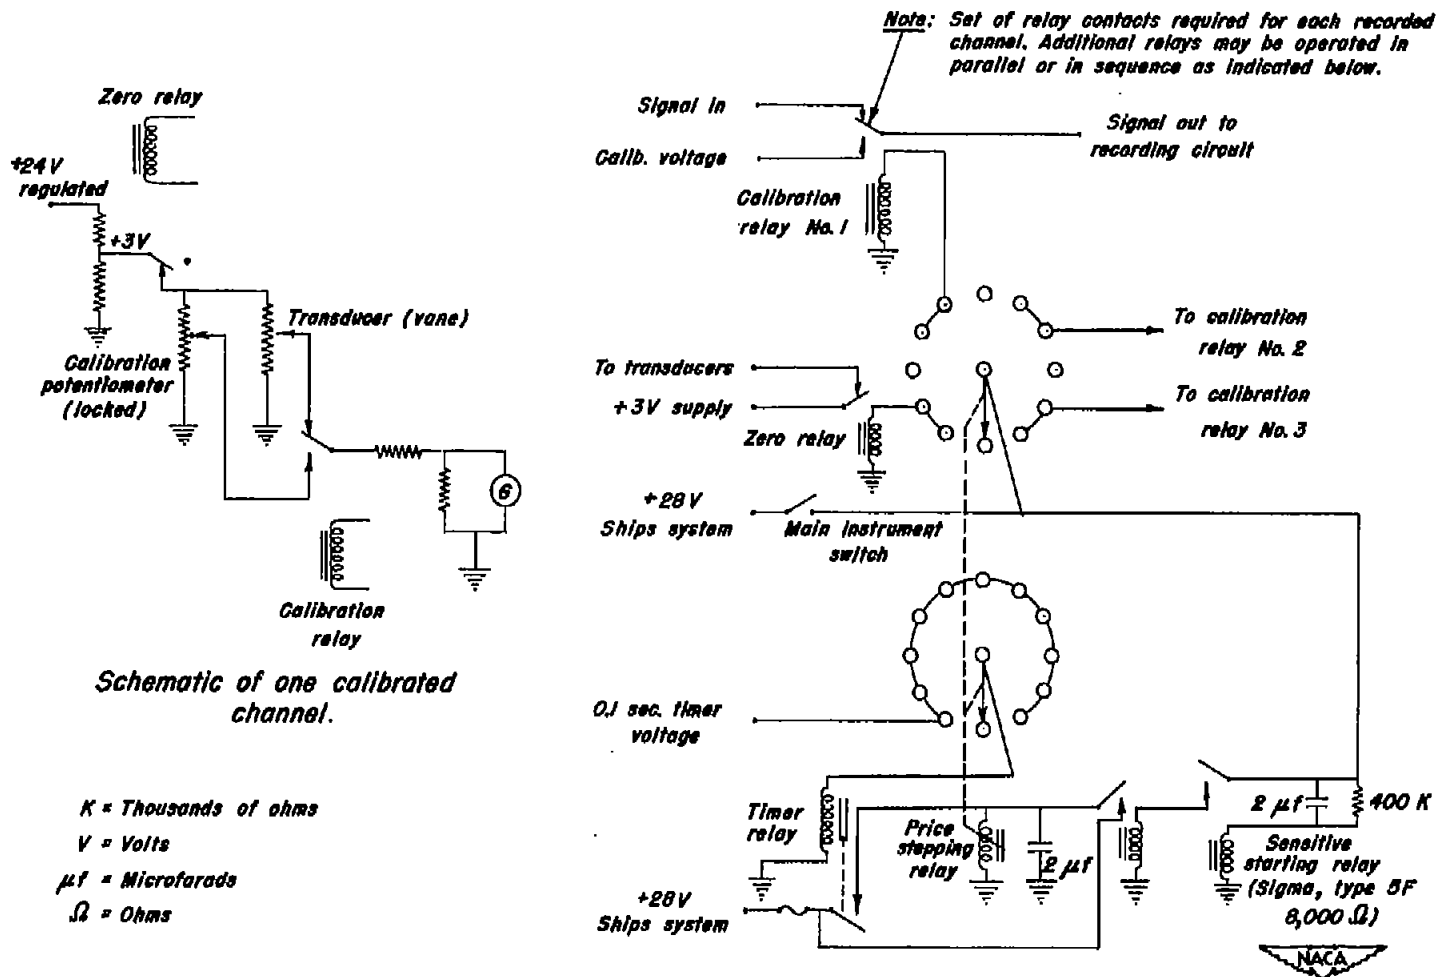 Note: Set of relay contacts required for each recorded
channel. Additional relays may be operated in
parallel or in sequence as indicated below.
Zero relay
+24V
regulated
+3V
Transducer (vane)
Calibration
potentiometer
(locked)
G
Calibration
relay
Schematic of one calibrated
channel.
K = Thousands of ohms
V = Volts
μf = Microfarads
Ω = Ohms
Signal in
Signal out to
recording circuit
Calib. voltage
Calibration
relay No. 1
To calibration
relay No. 2
To transducers
+3V supply
To calibration
relay No. 3
Zero relay
+28V
Ships system
Main instrument
switch
0.1 sec. timer
voltage
Timer
relay
Price
stepping
relay
2 μf
2 μf
400 K
Sensitive
starting relay
(Sigma, type 5F
8,000 Ω)
+28V
Ships system
NACA